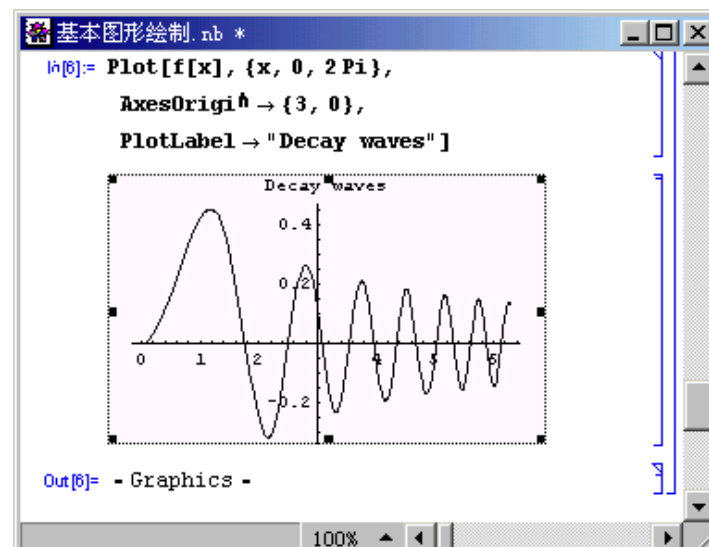 基本图形绘制.nb *
In[6]:= Plot[f[x], {x, 0, 2 Pi},
AxesOrigin → {3, 0},
PlotLabel → "Decay waves"]
Decay waves
0.4
0.2
0 1 2 4 5 6
-0.2
Out[6]= - Graphics -
100%